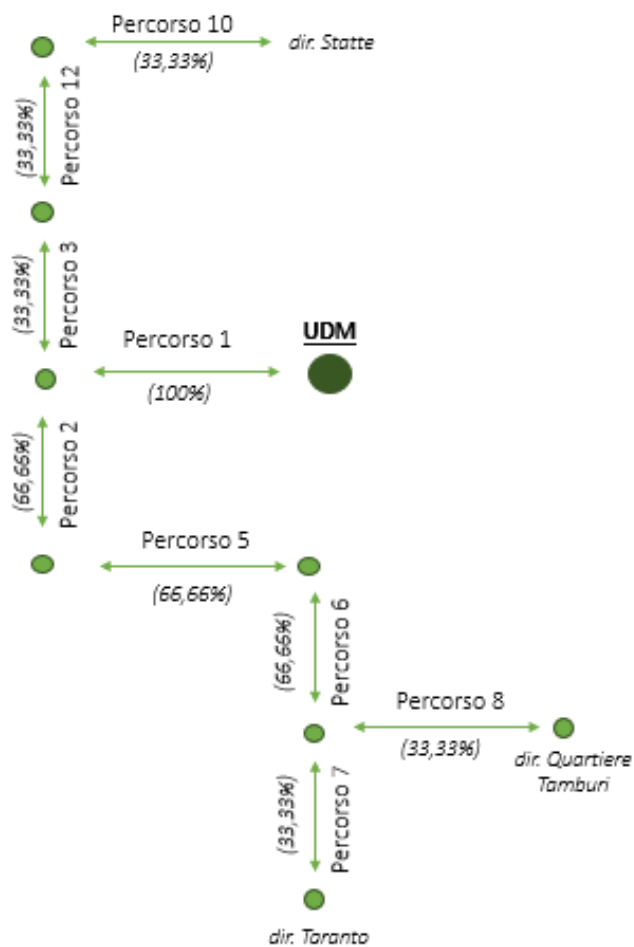 Percorso 10
dir. Statte
(33,33%)
Percorso 12
(33,33%)
Percorso 3
(33,33%)
UDM
Percorso 1
(100%)
Percorso 2
(66,66%)
Percorso 5
(66,66%)
Percorso 6
(66,66%)
Percorso 8
(33,33%)
dir. Quartiere
Tamburi
Percorso 7
(33,33%)
dir. Taranto